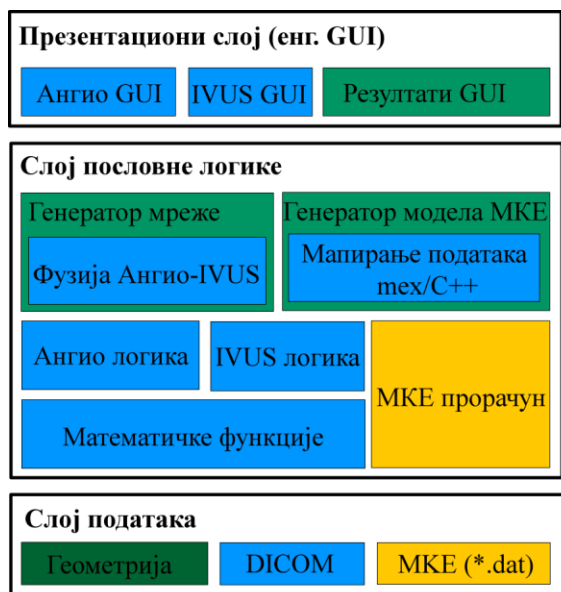 Презентациони слој (енг. GUI)
Ангио GUI
IVUS GUI
Резултати GUI
Слој пословне логике
Генератор мреже
Фузија Ангио-IVUS
Генератор модела МКЕ
Мапирање података
mex/C++
Ангио логика
IVUS логика
МКЕ прорачун
Математичке функције
Слој података
Геометрија
DICOM
МКЕ (*.dat)